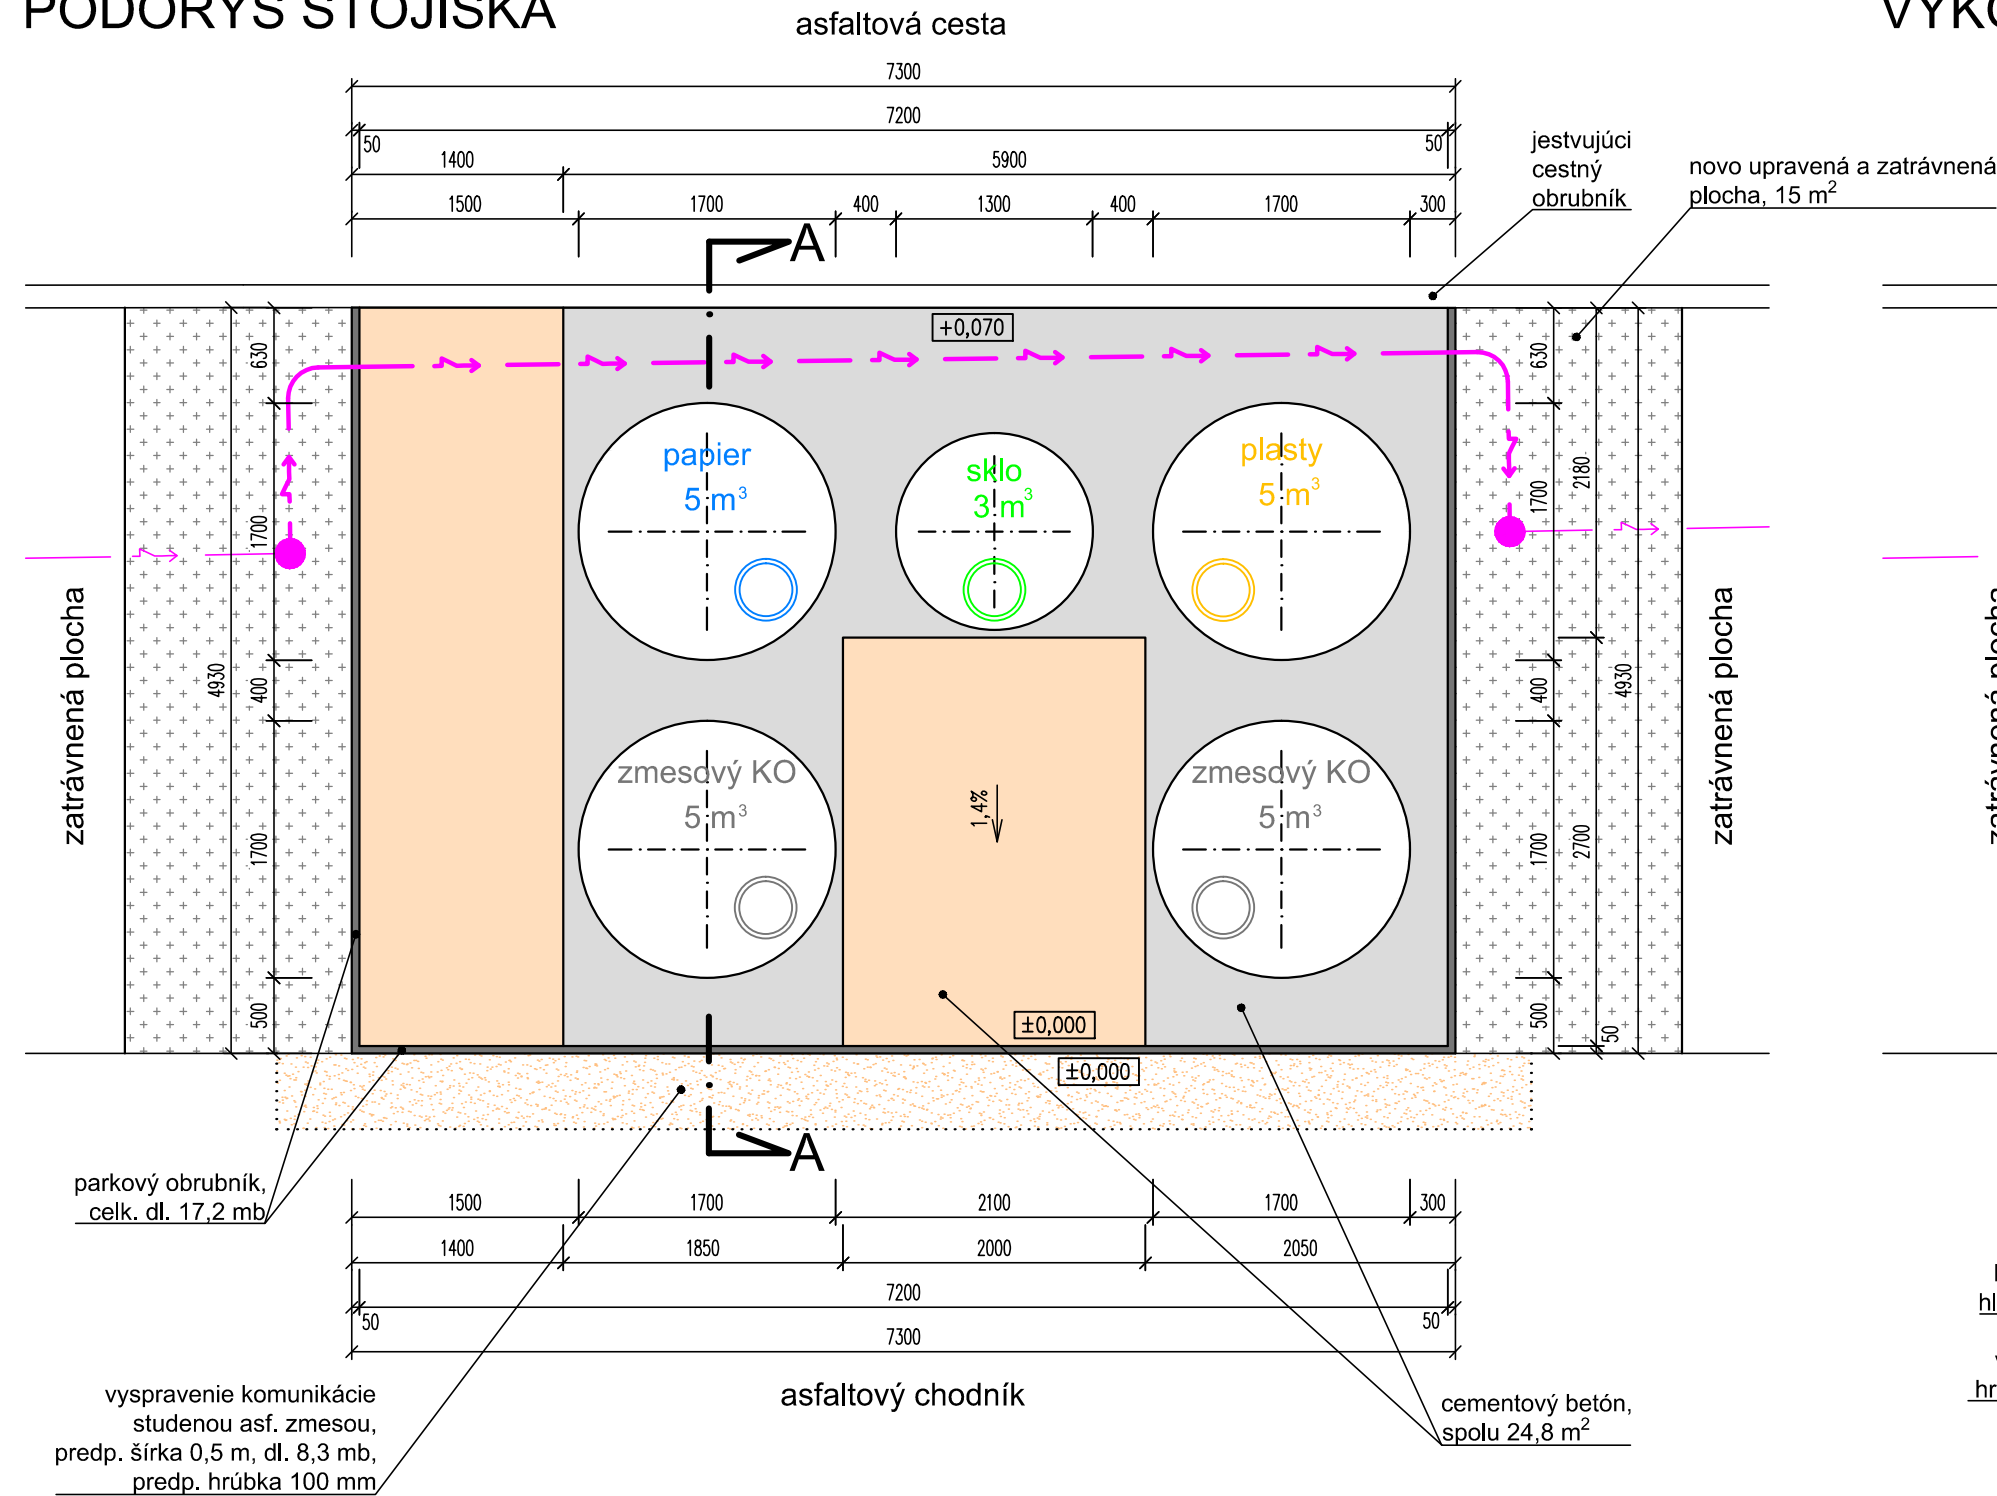 PÔDORYS STOJISKA
asfaltová cesta
7300
7200
50
50
1400
5900
1500
1700
400
1300
400
1700
300
jestvujúci
cestný
obrubník
novo upravená a zatrávnená
plocha, 15 m²
A
+0,070
630
1700
400
1700
500
4930
630
1700
400
1700
500
2180
2700
50
4930
papier
5 m³
sklo
3 m³
plasty
5 m³
zmesový KO
5 m³
zmesový KO
5 m³
1,4%
±0,000
±0,000
zatrávnená plocha
zatrávnená plocha
zatrávnená plocha
A
parkový obrubník,
celk. dl. 17,2 mb
1500
1700
2100
1700
300
1400
1850
2000
2050
7200
50
50
7300
asfaltový chodník
vyspravenie komunikácie
studenou asf. zmesou,
predp. šírka 0,5 m, dl. 8,3 mb,
predp. hrúbka 100 mm
cementový betón,
spolu 24,8 m²